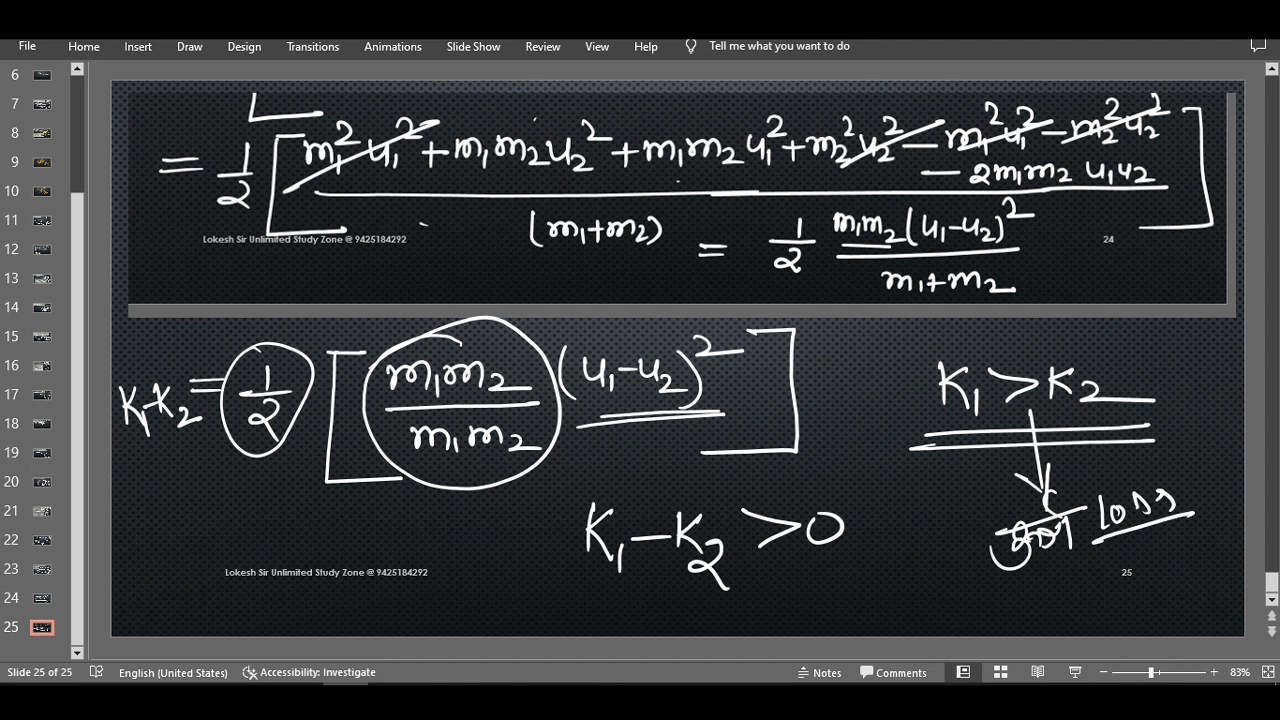 File Home Insert Draw Design Transitions Animations Slide Show Review View Help Tell me what you want to do
6
7
8
9
10
11
12
13
14
15
16
17
18
19
20
21
22
23
24
25
= 1/2 [m₁²u₁² + m₁m₂u₂² + m₁m₂u₁² + m₂²u₂² − m₁²u₁² − m₂²u₂²
− 2m₁m₂ u₁u₂]
(m₁+m₂) = 1/2 m₁m₂(u₁−u₂)² / m₁+m₂
Lokesh Sir Unlimited Study Zone @ 9425184292 24
K₁−K₂ = 1/2 [m₁m₂ / m₁m₂ (u₁−u₂)²]
K₁ > K₂
loss
K₁ − K₂ > 0
Lokesh Sir Unlimited Study Zone @ 9425184292 25
Slide 25 of 25 English (United States) Accessibility: Investigate Notes Comments 83%